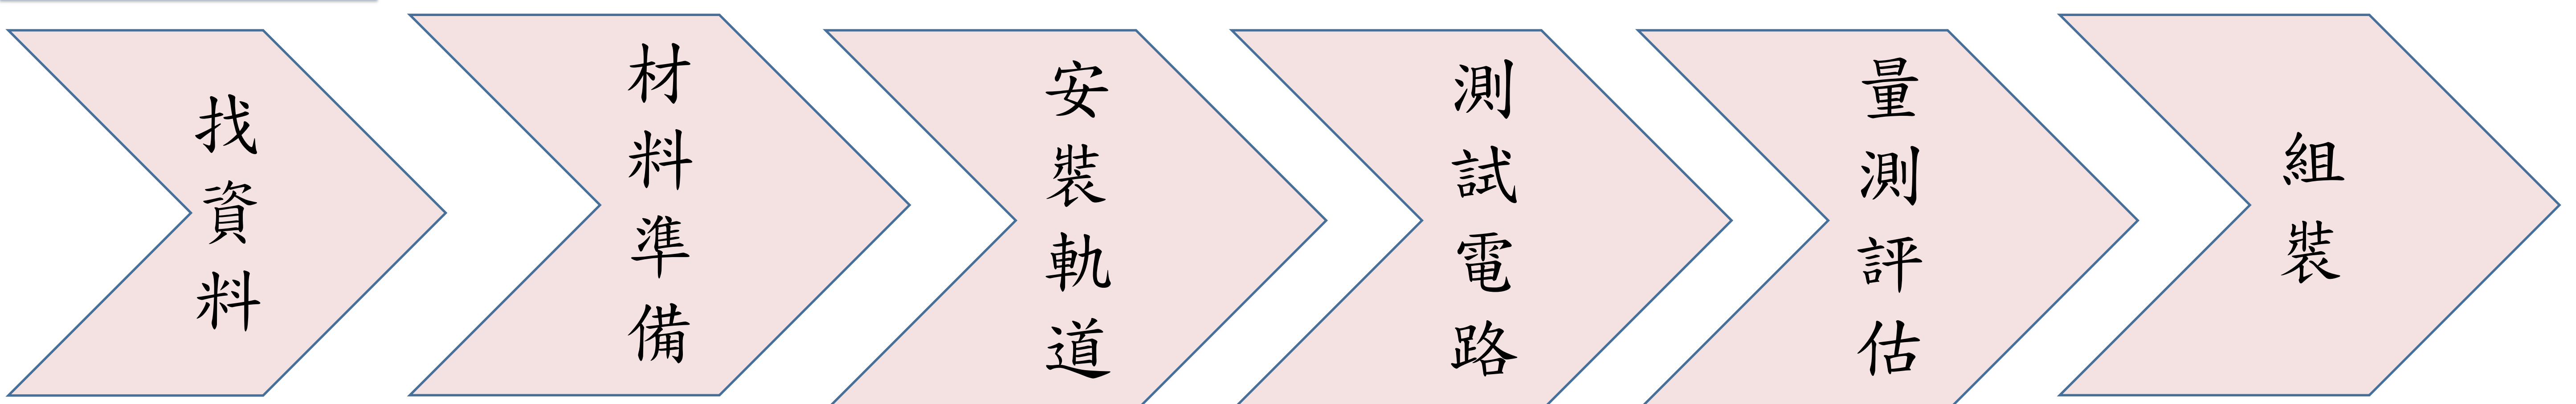 找資料
材料準備
安裝軌道
測試電路
量測評估
組裝